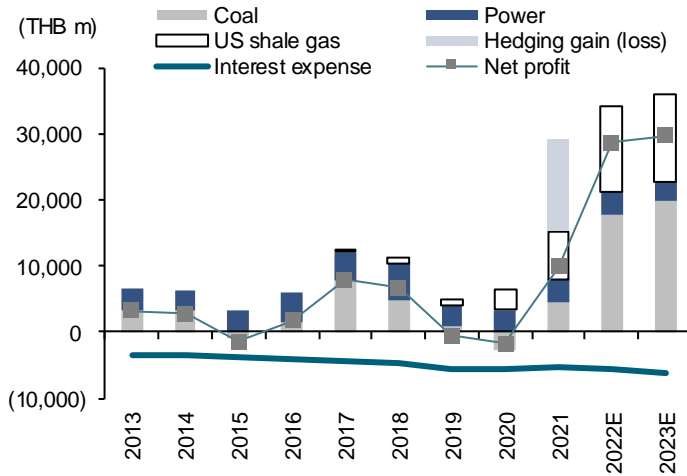 (THB m)
Coal
Power
US shale gas
Hedging gain (loss)
Interest expense
Net profit
40,000
30,000
20,000
10,000
0
(10,000)
2013
2014
2015
2016
2017
2018
2019
2020
2021
2022E
2023E